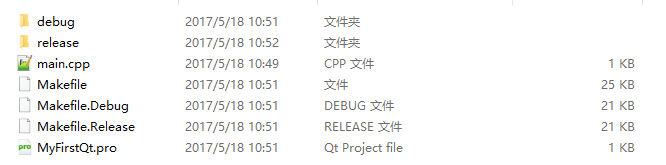 debug 2017/5/18 10:51 文件夹
release 2017/5/18 10:52 文件夹
main.cpp 2017/5/18 10:49 CPP 文件 1 KB
Makefile 2017/5/18 10:51 文件 25 KB
Makefile.Debug 2017/5/18 10:51 DEBUG 文件 21 KB
Makefile.Release 2017/5/18 10:51 RELEASE 文件 21 KB
pro MyFirstQt.pro 2017/5/18 10:51 Qt Project file 1 KB